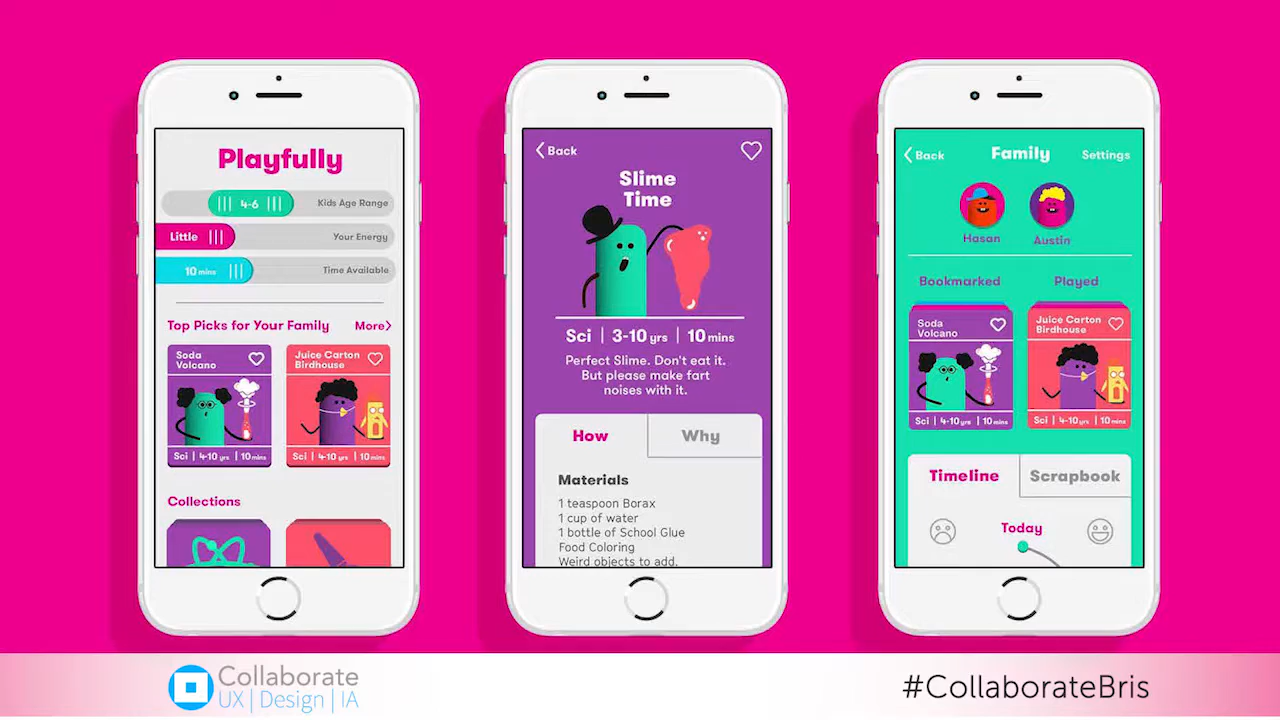 Playfully
4-6 Kids Age Range
Little Your Energy
10 mins Time Available
Top Picks for Your Family More
Soda
Volcano
Sci | 4-10 yrs | 10 mins
Juice Carton
Birdhouse
Sci | 4-10 yrs | 10 mins
Collections
Back
Slime
Time
Sci | 3-10 yrs | 10 mins
Perfect Slime. Don't eat it.
But please make fart
noises with it.
How Why
Materials
1 teaspoon Borax
1 cup of water
1 bottle of School Glue
Food Coloring
Weird objects to add.
Back Family Settings
Hasan Austin
Bookmarked Played
Soda
Volcano
Sci | 4-10 yrs | 10 mins
Juice Carton
Birdhouse
Sci | 4-10 yrs | 10 mins
Timeline Scrapbook
Today
Collaborate
UX | Design | IA
#CollaborateBris